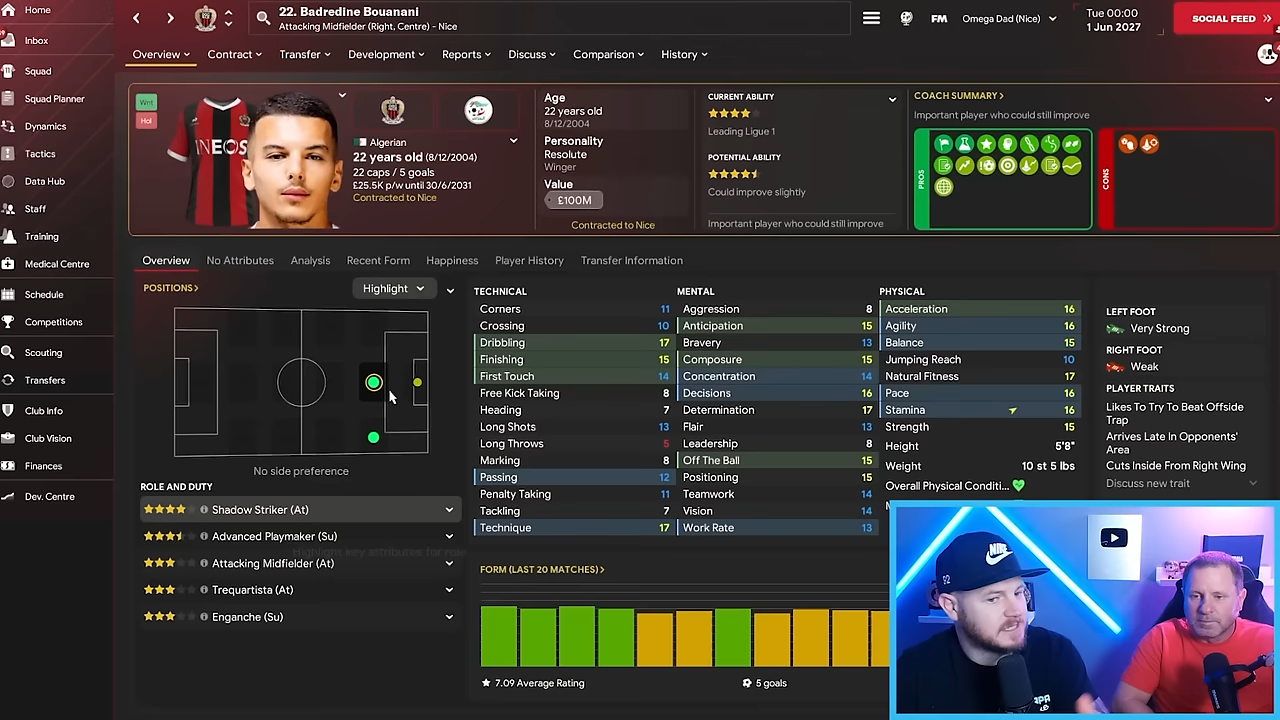 Home
Inbox
Squad
Squad Planner
Dynamics
Tactics
Data Hub
Staff
Training
Medical Centre
Schedule
Competitions
Scouting
Transfers
Club Info
Club Vision
Finances
Dev. Centre
22. Badredine Bouanani
Attacking Midfielder (Right, Centre) - Nice
FM
Omega Dad (Nice)
Tue 00:00
1 Jun 2027
SOCIAL FEED
Overview
Contract
Transfer
Development
Reports
Discuss
Comparison
History
Wnt
Hol
INEOS
Algerian
22 years old (8/12/2004)
22 caps / 5 goals
£25.5K p/w until 30/6/2031
Contracted to Nice
Age
22 years old
8/12/2004
Personality
Resolute
Winger
Value
£100M
Contracted to Nice
CURRENT ABILITY
Leading Ligue 1
POTENTIAL ABILITY
Could improve slightly
Important player who could still improve
COACH SUMMARY >
Important player who could still improve
PROS
CONS
Overview
No Attributes
Analysis
Recent Form
Happiness
Player History
Transfer Information
POSITIONS >
Highlight
No side preference
ROLE AND DUTY
Shadow Striker (At)
Advanced Playmaker (Su)
Attacking Midfielder (At)
Trequartista (At)
Enganche (Su)
TECHNICAL
Corners 11
Crossing 10
Dribbling 17
Finishing 15
First Touch 14
Free Kick Taking 8
Heading 7
Long Shots 13
Long Throws 5
Marking 8
Passing 12
Penalty Taking 11
Tackling 7
Technique 17
MENTAL
Aggression 8
Anticipation 15
Bravery 13
Composure 15
Concentration 14
Decisions 16
Determination 17
Flair 13
Leadership 8
Off The Ball 15
Positioning 15
Teamwork 14
Vision 14
Work Rate 13
PHYSICAL
Acceleration 16
Agility 16
Balance 15
Jumping Reach 10
Natural Fitness 17
Pace 16
Stamina 16
Strength 15
Height 5'8"
Weight 10 st 5 lbs
Overall Physical Conditi...
LEFT FOOT
Very Strong
RIGHT FOOT
Weak
PLAYER TRAITS
Likes To Try To Beat Offside
Trap
Arrives Late In Opponents'
Area
Cuts Inside From Right Wing
Discuss new trait
FORM (LAST 20 MATCHES) >
7.09 Average Rating
5 goals